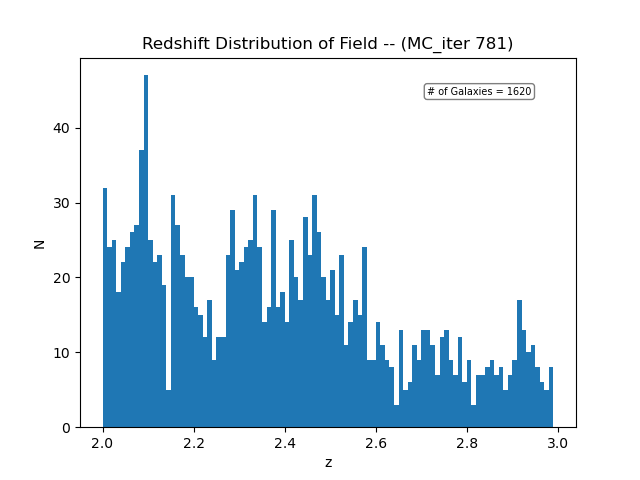 Redshift Distribution of Field -- (MC_iter 781)
# of Galaxies = 1620
N
40
30
20
10
0
2.0 2.2 2.4 2.6 2.8 3.0
z